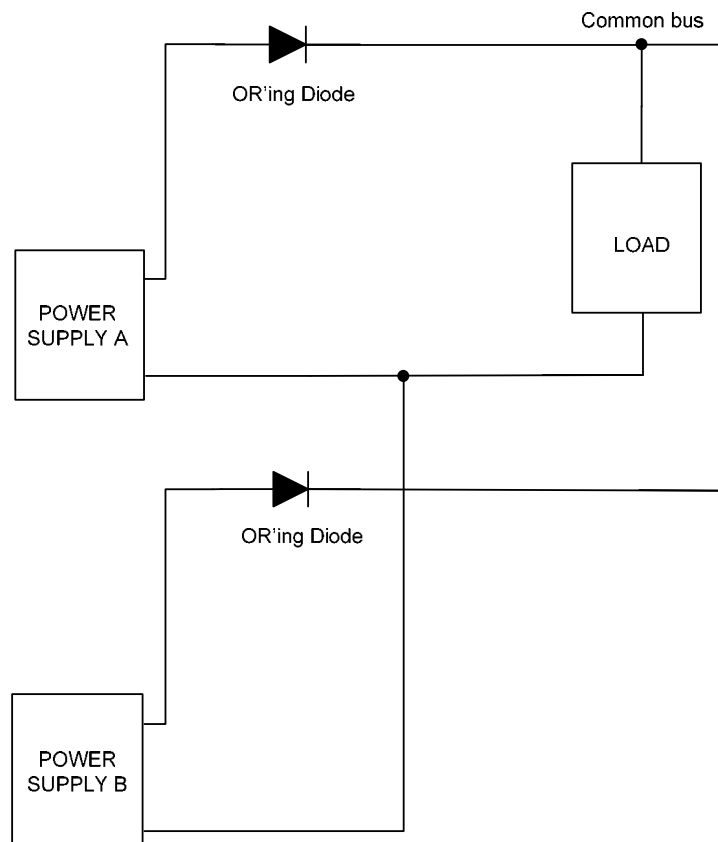 Common bus
OR'ing Diode
LOAD
POWER
SUPPLY A
OR'ing Diode
POWER
SUPPLY B